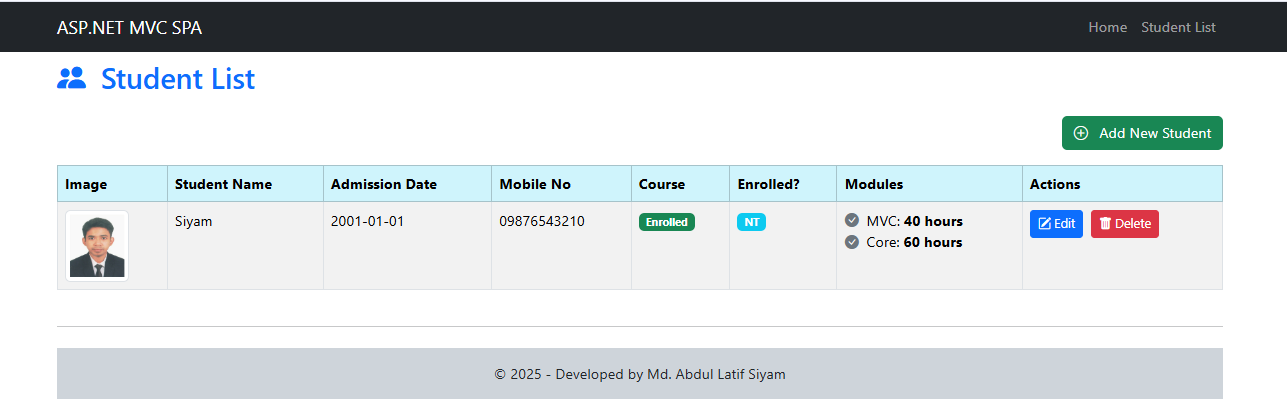 ASP.NET MVC SPA Home Student List
Student List
Add New Student
Image Student Name Admission Date Mobile No Course Enrolled? Modules Actions
Siyam 2001-01-01 09876543210 Enrolled NT MVC: 40 hours Edit Delete
Core: 60 hours
© 2025 - Developed by Md. Abdul Latif Siyam